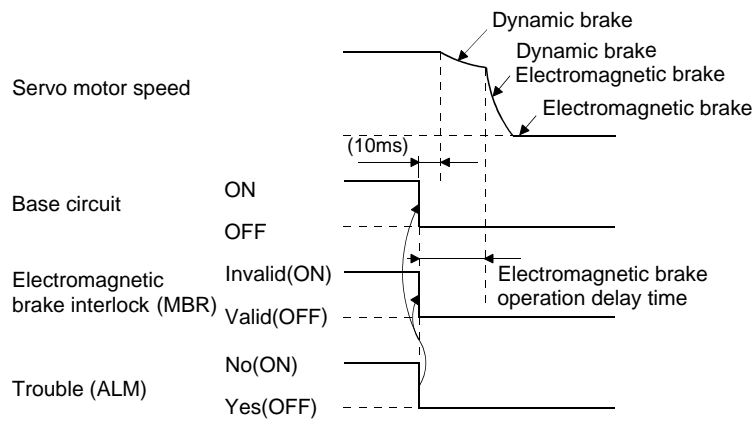 Dynamic brake
Dynamic brake
Electromagnetic brake
Servo motor speed
Electromagnetic brake
(10ms)
ON
Base circuit
OFF
Invalid(ON)
Electromagnetic
brake interlock (MBR)
Valid(OFF)
Electromagnetic brake
operation delay time
No(ON)
Trouble (ALM)
Yes(OFF)